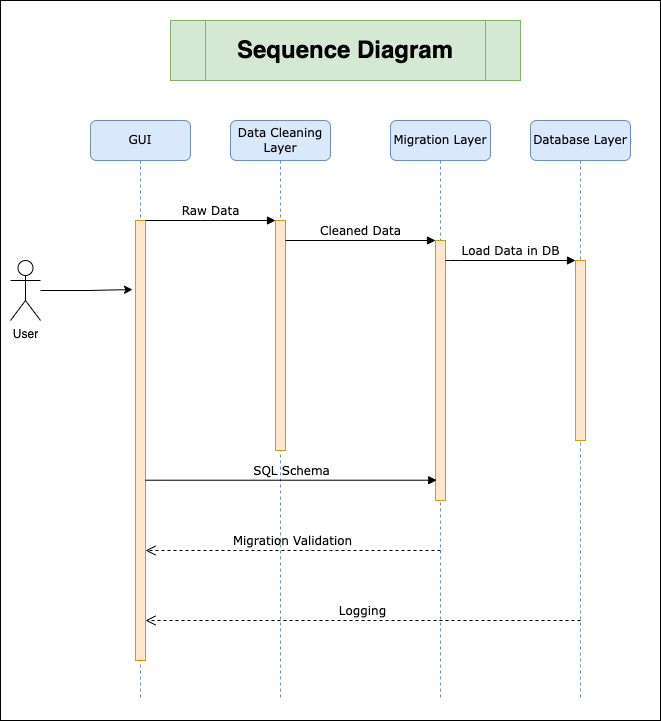 Sequence Diagram
GUI
Data Cleaning
Layer
Migration Layer
Database Layer
Raw Data
Cleaned Data
Load Data in DB
User
SQL Schema
Migration Validation
Logging